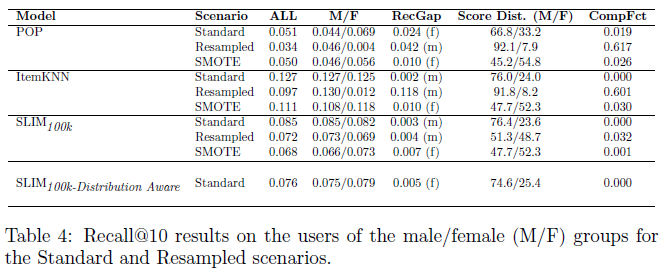 Model Scenario ALL M/F RecGap Score Dist. (M/F) CompFct
POP Standard 0.051 0.044/0.069 0.024 (f) 66.8/33.2 0.019
Resampled 0.034 0.046/0.004 0.042 (m) 92.1/7.9 0.617
SMOTE 0.050 0.046/0.056 0.010 (f) 45.2/54.8 0.026
ItemKNN Standard 0.127 0.127/0.125 0.002 (m) 76.0/24.0 0.000
Resampled 0.097 0.130/0.012 0.118 (m) 91.8/8.2 0.601
SMOTE 0.111 0.108/0.118 0.010 (f) 47.7/52.3 0.030
SLIM100k Standard 0.085 0.085/0.082 0.003 (m) 76.4/23.6 0.000
Resampled 0.072 0.073/0.069 0.004 (m) 51.3/48.7 0.032
SMOTE 0.068 0.066/0.073 0.007 (f) 47.7/52.3 0.001
SLIM100k-Distribution Aware Standard 0.076 0.075/0.079 0.005 (f) 74.6/25.4 0.000
Table 4: Recall@10 results on the users of the male/female (M/F) groups for
the Standard and Resampled scenarios.